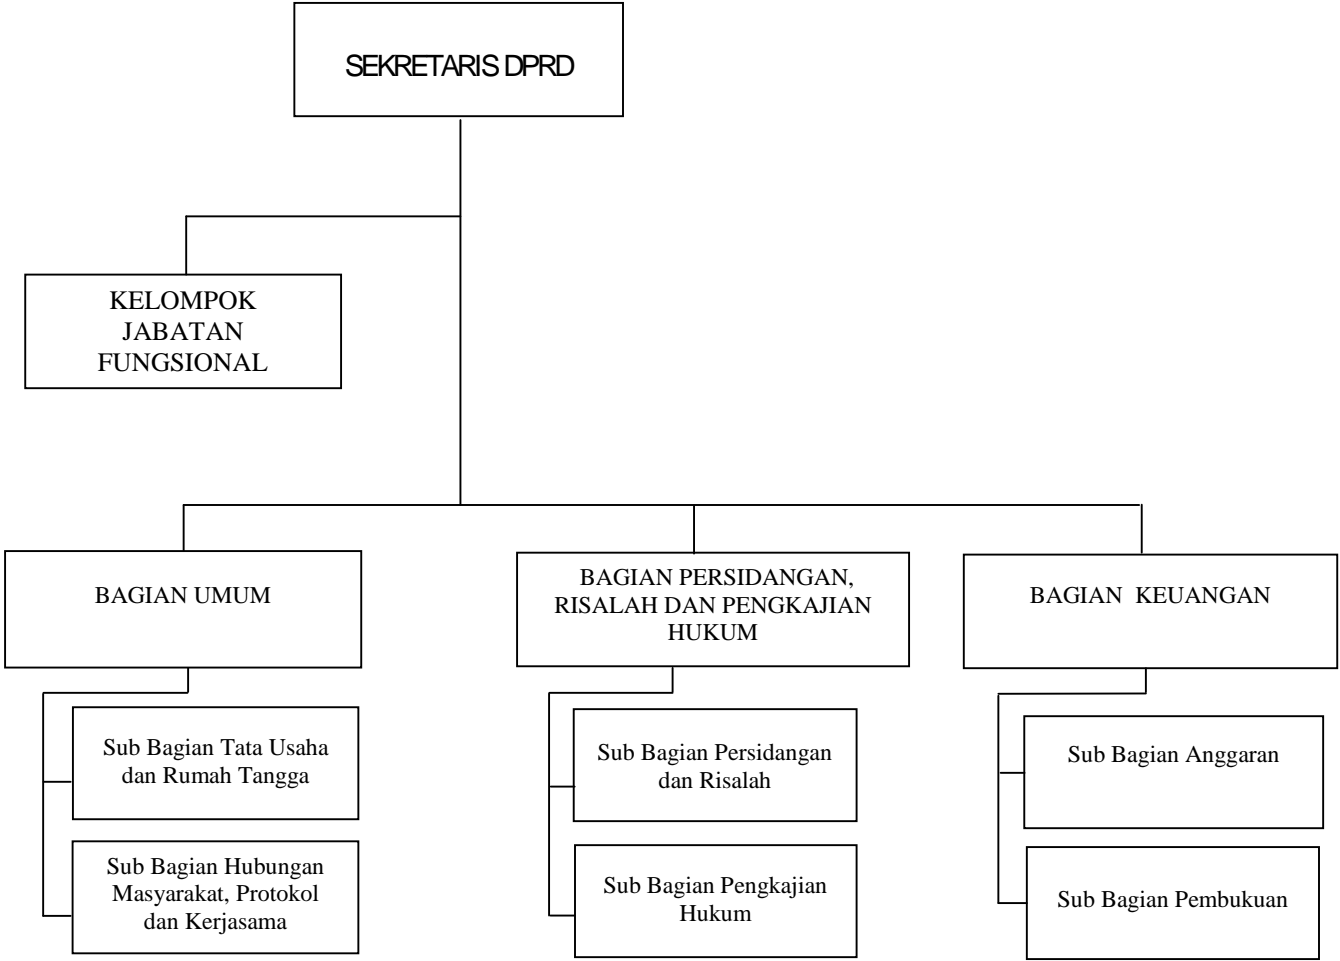 SEKRETARIS DPRD
KELOMPOK
JABATAN
FUNGSIONAL
BAGIAN UMUM
BAGIAN PERSIDANGAN,
RISALAH DAN PENGKAJIAN
HUKUM
BAGIAN KEUANGAN
Sub Bagian Tata Usaha
dan Rumah Tangga
Sub Bagian Persidangan
dan Risalah
Sub Bagian Anggaran
Sub Bagian Hubungan
Masyarakat, Protokol
dan Kerjasama
Sub Bagian Pengkajian
Hukum
Sub Bagian Pembukuan